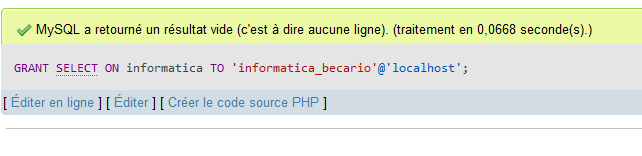 MySQL a retourné un résultat vide (c'est à dire aucune ligne). (traitement en 0,0668 seconde(s).)
GRANT SELECT ON informatica TO 'informatica_becario'@'localhost';
[ Éditer en ligne ] [ Éditer ] [ Créer le code source PHP ]